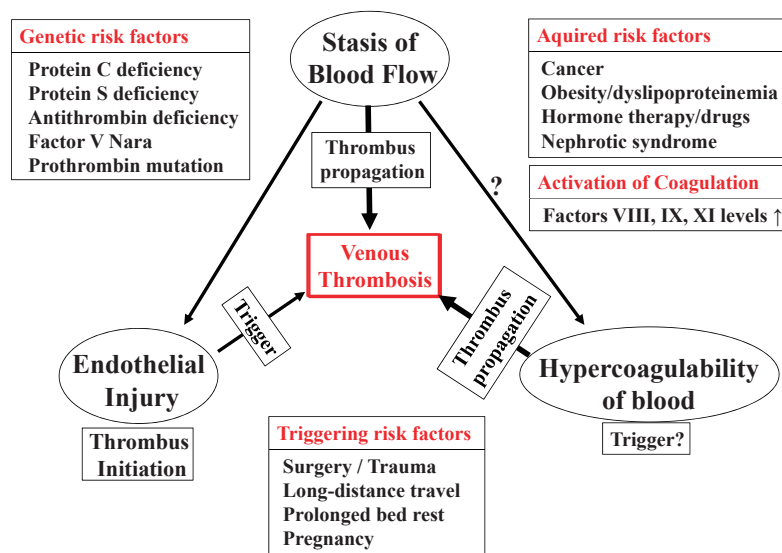 Genetic risk factors
Protein C deficiency
Protein S deficiency
Antithrombin deficiency
Factor V Nara
Prothrombin mutation
Stasis of
Blood Flow
Aquired risk factors
Cancer
Obesity/dyslipoproteinemia
Hormone therapy/drugs
Nephrotic syndrome
Thrombus
propagation
?
Activation of Coagulation
Factors VIII, IX, XI levels ↑
Venous
Thrombosis
Trigger
Thrombus
propagation
Endothelial
Injury
Thrombus
Initiation
Hypercoagulability
of blood
Trigger?
Triggering risk factors
Surgery / Trauma
Long-distance travel
Prolonged bed rest
Pregnancy